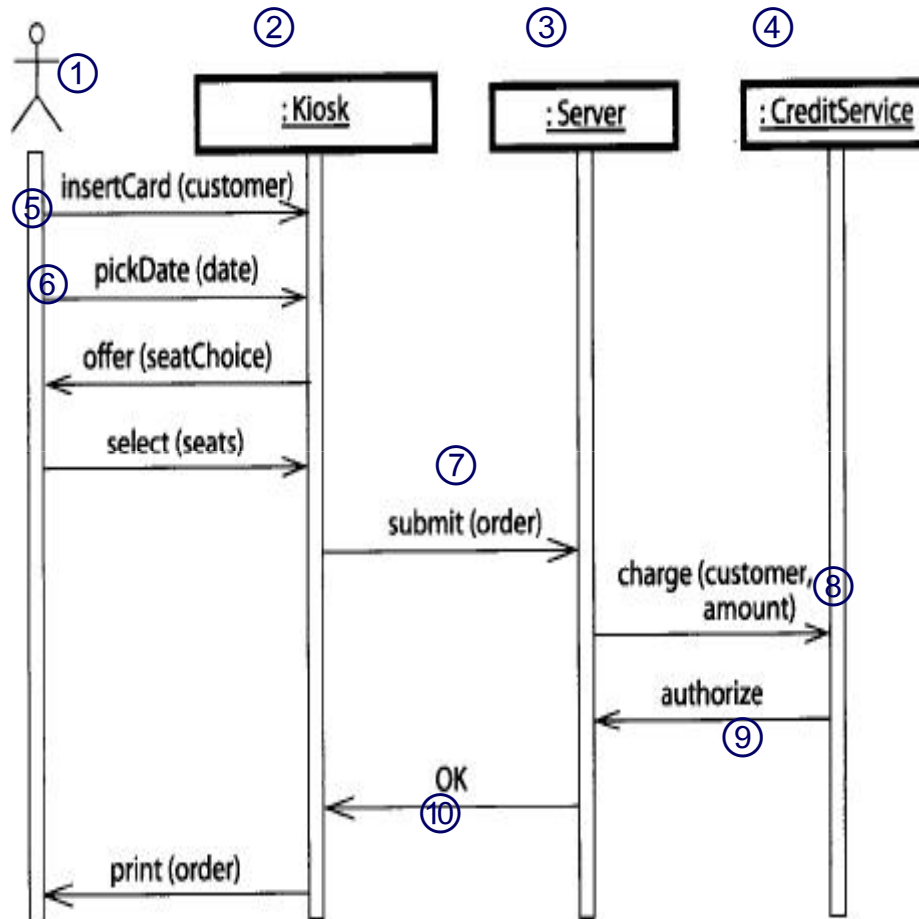 ② ③ ④
①
: Kiosk : Server : CreditService
insertCard (customer)
⑤
pickDate (date)
⑥
offer (seatChoice)
select (seats)
⑦
submit (order)
charge (customer,
⑧
amount)
authorize
⑨
OK
⑩
print (order)